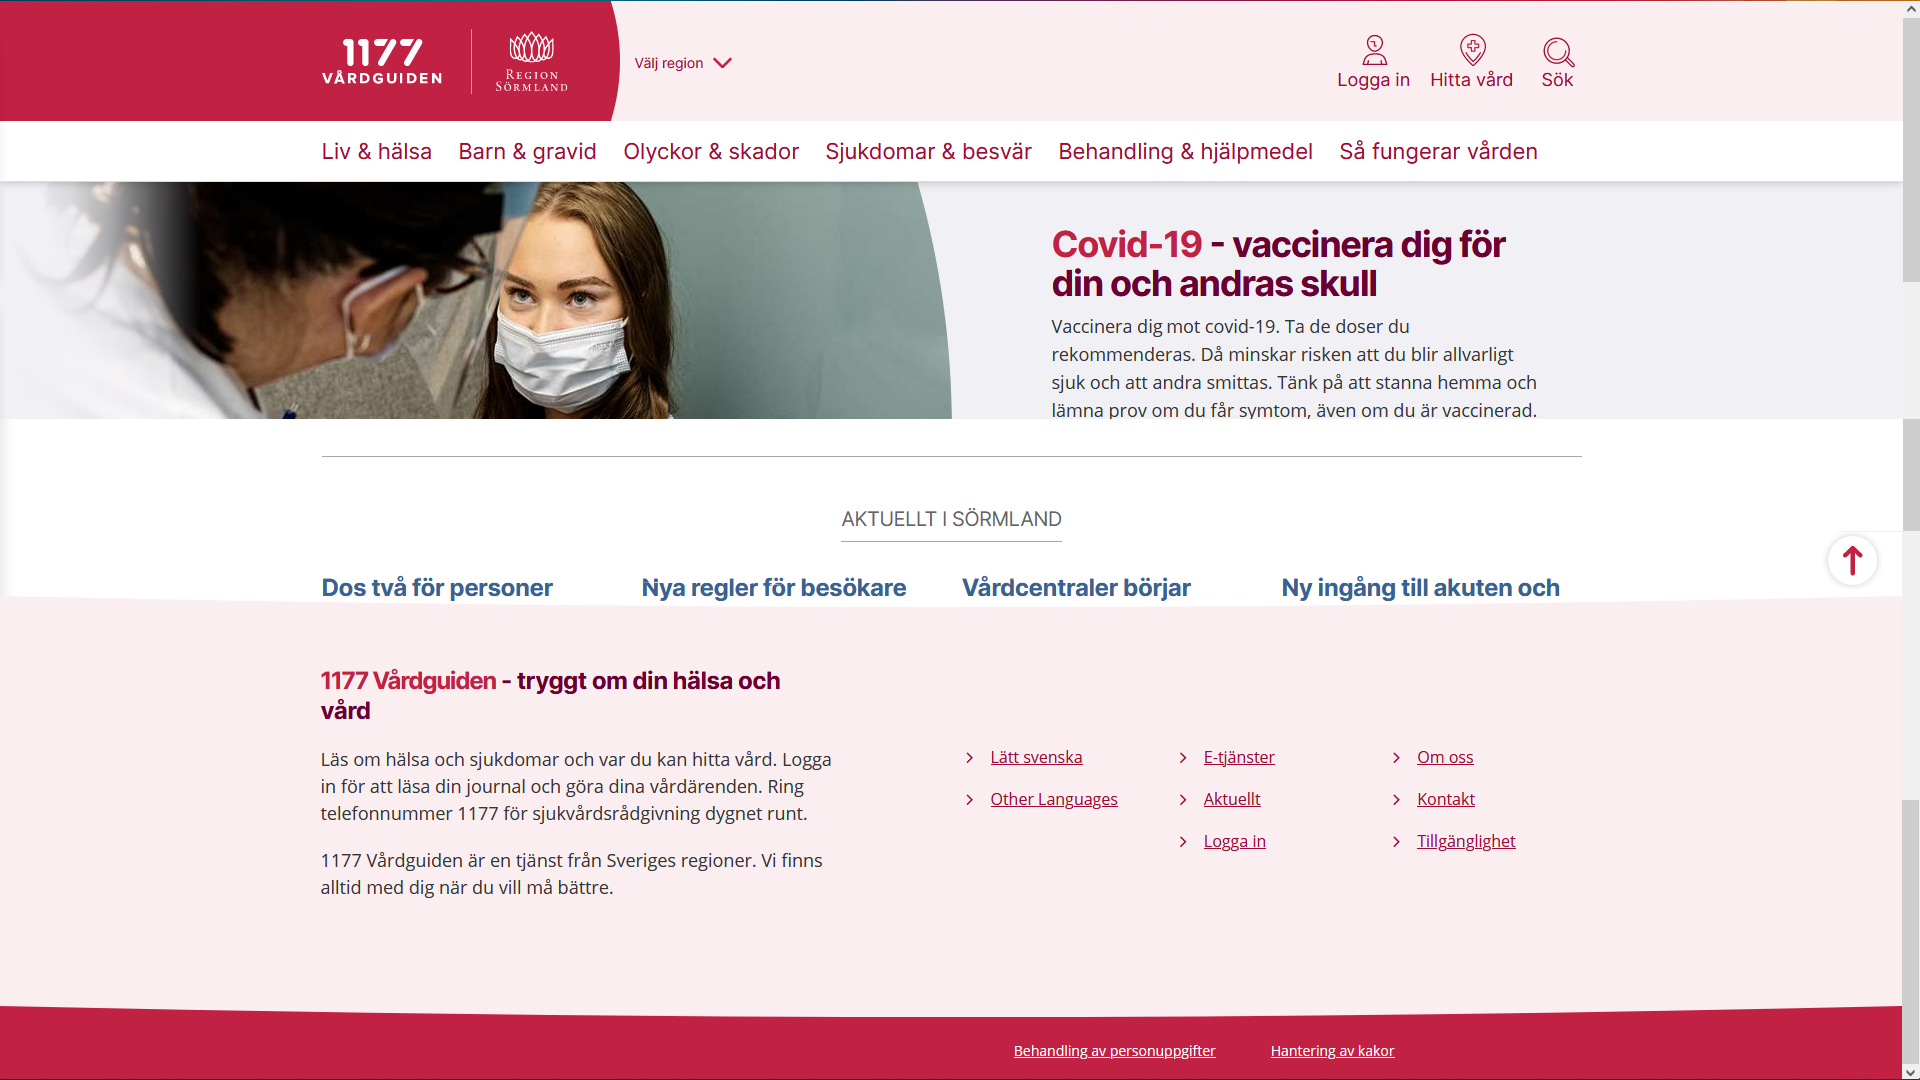 1177
VÅRDGUIDEN
REGION
SÖRMLAND
Välj region
Logga in
Hitta vård
Sök
Liv & hälsa
Barn & gravid
Olyckor & skador
Sjukdomar & besvär
Behandling & hjälpmedel
Så fungerar vården
Covid-19 - vaccinera dig för
din och andras skull
Vaccinera dig mot covid-19. Ta de doser du
rekommenderas. Då minskar risken att du blir allvarligt
sjuk och att andra smittas. Tänk på att stanna hemma och
lämna prov om du får symtom, även om du är vaccinerad.
AKTUELLT I SÖRMLAND
Dos två för personer
Nya regler för besökare
Vårdcentraler börjar
Ny ingång till akuten och
1177 Vårdguiden - tryggt om din hälsa och
vård
Läs om hälsa och sjukdomar och var du kan hitta vård. Logga
in för att läsa din journal och göra dina vårdärenden. Ring
telefonnummer 1177 för sjukvårdsrådgivning dygnet runt.
1177 Vårdguiden är en tjänst från Sveriges regioner. Vi finns
alltid med dig när du vill må bättre.
Lätt svenska
Other Languages
E-tjänster
Aktuellt
Logga in
Om oss
Kontakt
Tillgänglighet
Behandling av personuppgifter
Hantering av kakor